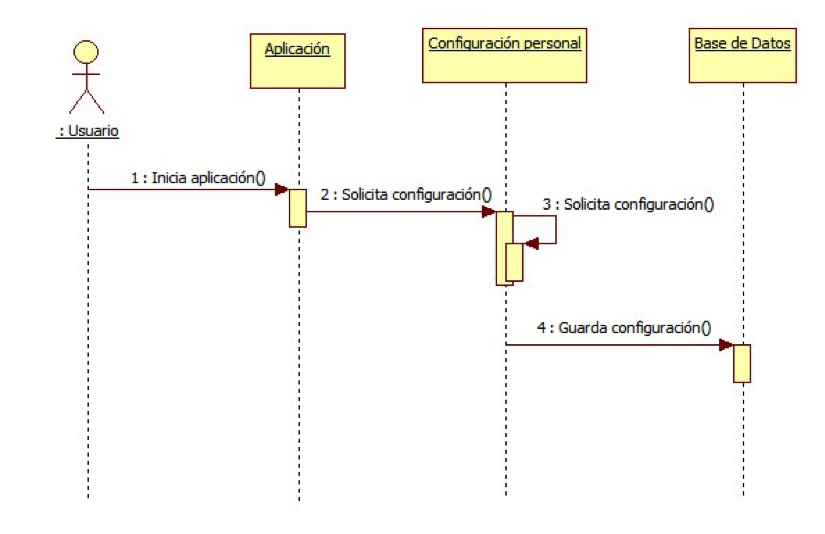 Aplicación
Configuración personal
Base de Datos
: Usuario
1 : Inicia aplicación()
2 : Solicita configuración()
3 : Solicita configuración()
4 : Guarda configuración()